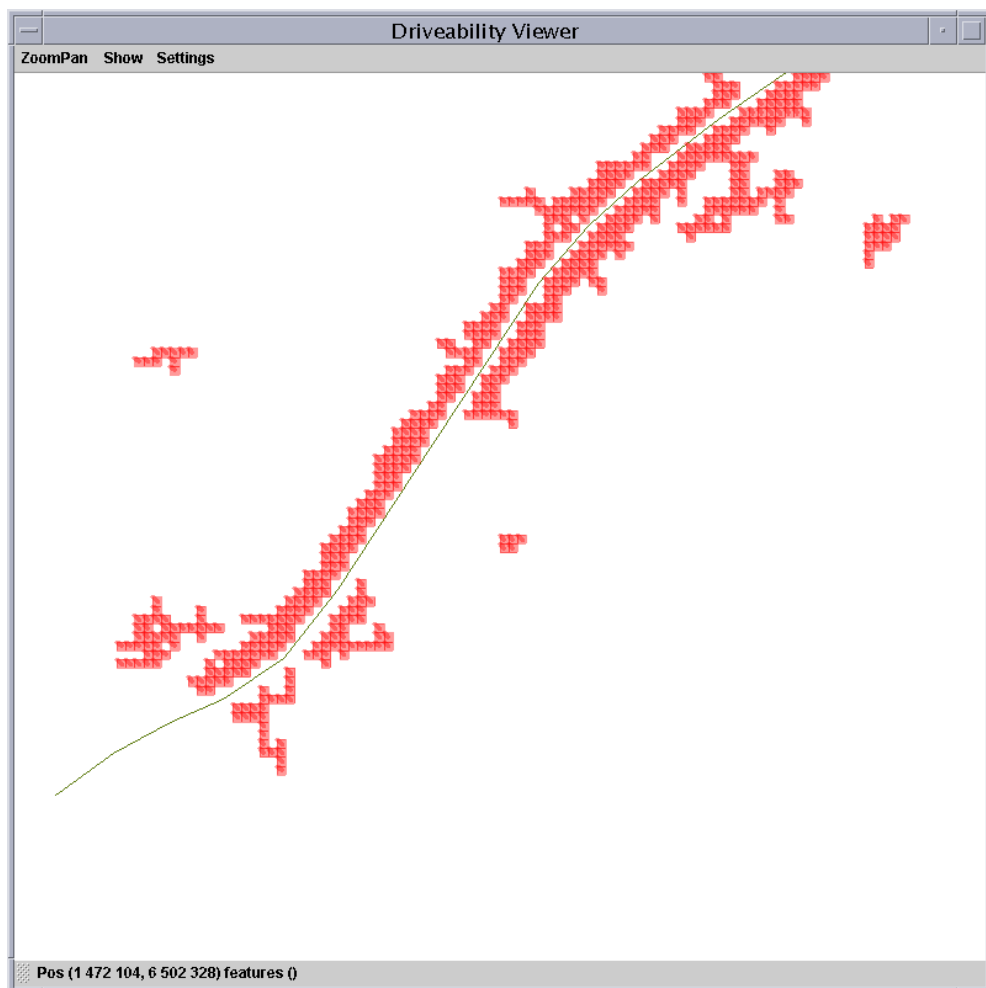 Driveability Viewer
ZoomPan Show Settings
Pos (1 472 104, 6 502 328) features ()